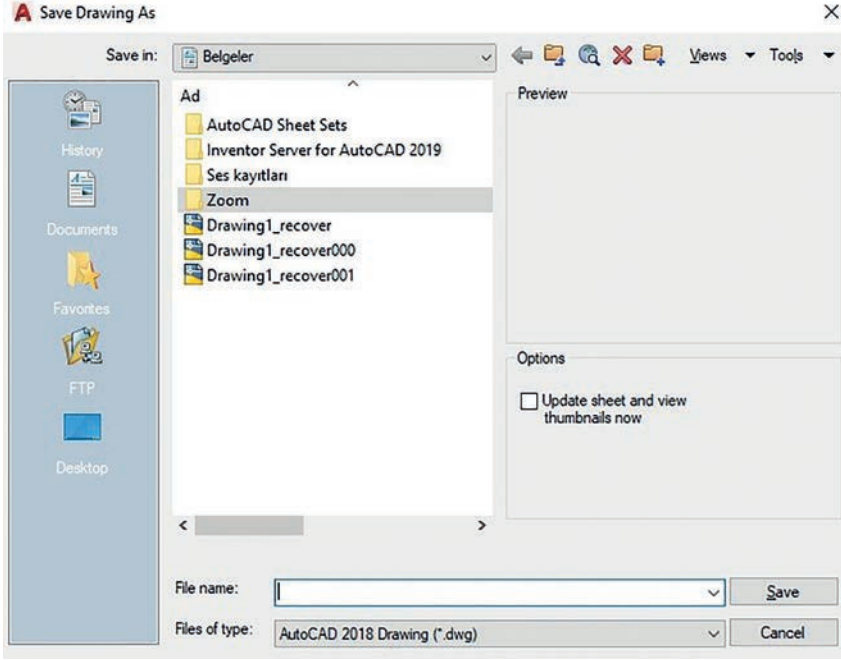 Save Drawing As
Save in:
Belgeler
Views
Tools
History
Documents
Favorites
FTP
Desktop
Ad
AutoCAD Sheet Sets
Inventor Server for AutoCAD 2019
Ses kayıtları
Zoom
Drawing1_recover
Drawing1_recover000
Drawing1_recover001
Preview
Options
Update sheet and view
thumbnails now
File name:
Save
Files of type:
AutoCAD 2018 Drawing (*.dwg)
Cancel